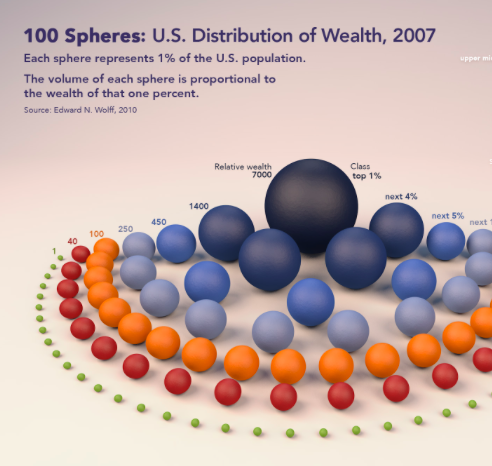 100 Spheres: U.S. Distribution of Wealth, 2007
Each sphere represents 1% of the U.S. population.
The volume of each sphere is proportional to
the wealth of that one percent.
Source: Edward N. Wolff, 2010
upper mi
Relative wealth
7000
Class
top 1%
next 4%
1400
next 5%
450
next 1
250
100
40
1